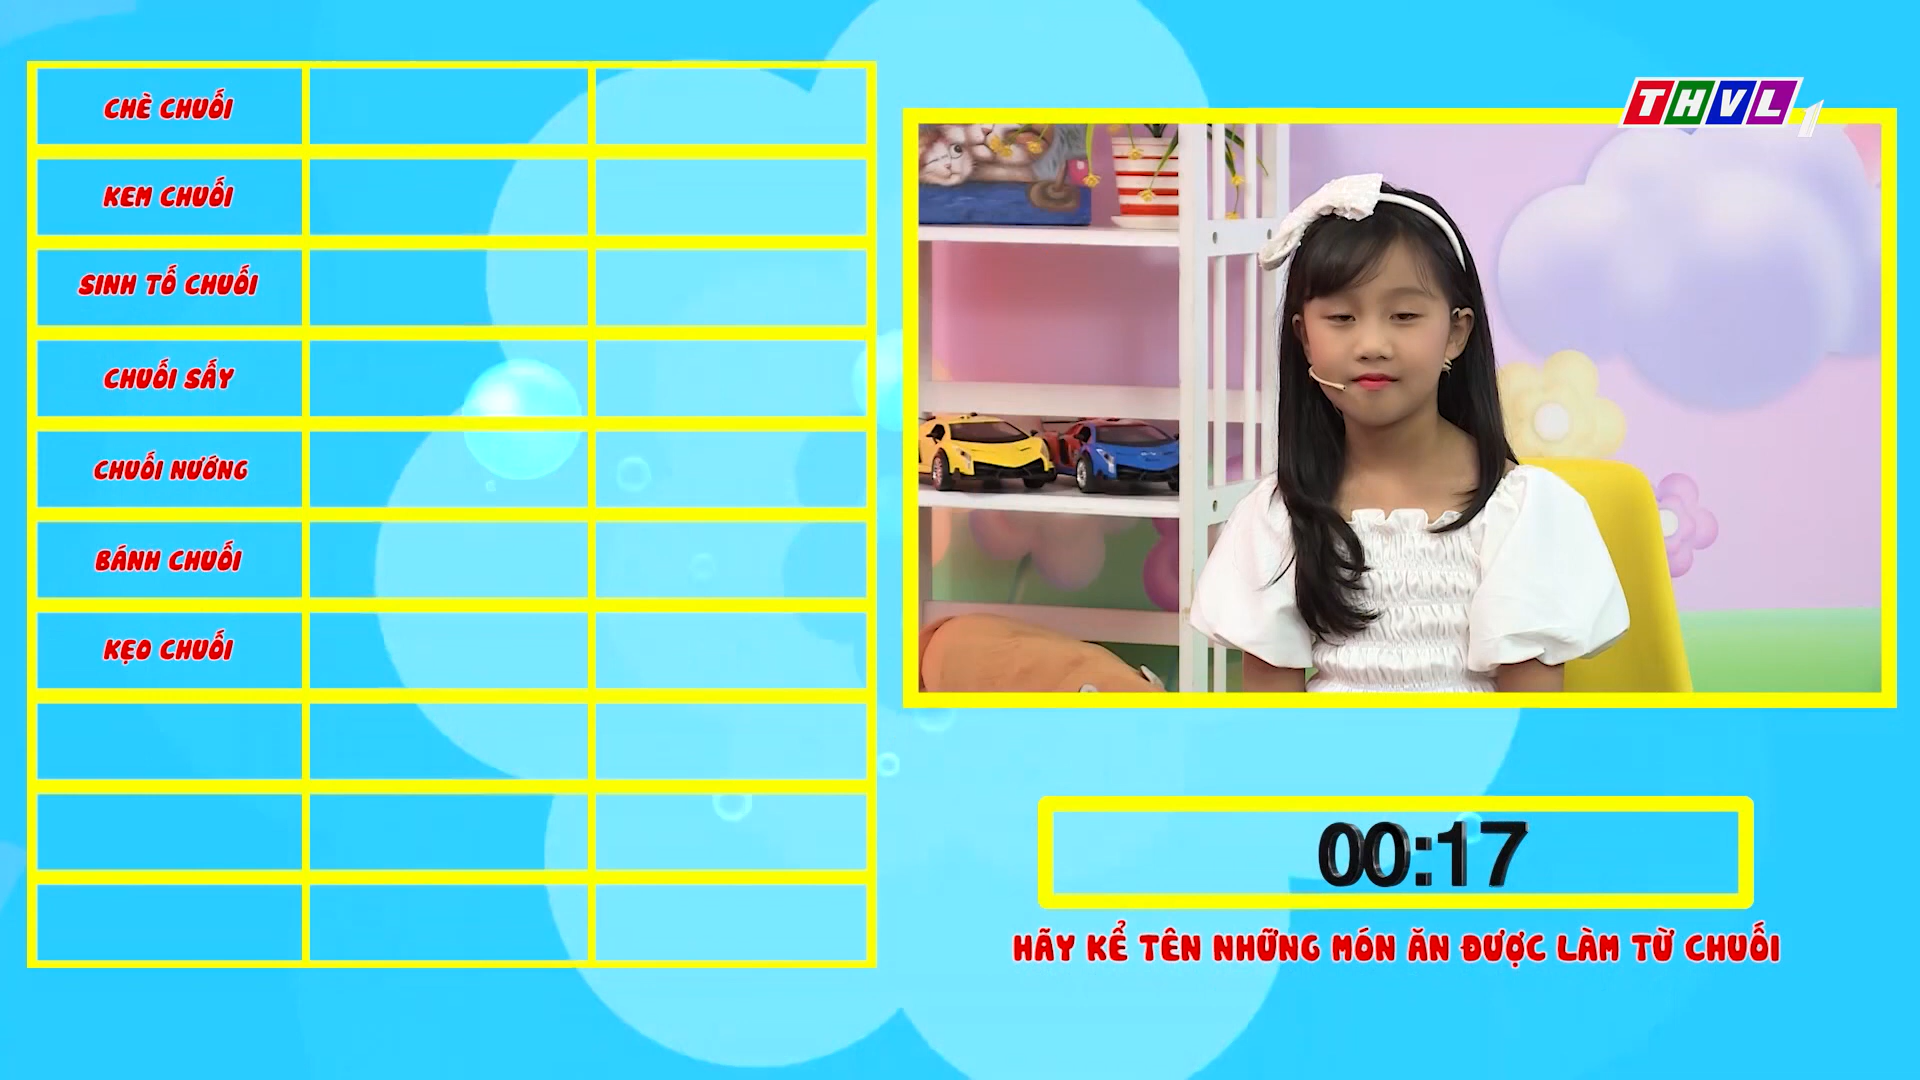 CHÈ CHUỐI
KEM CHUỐI
SINH TỐ CHUỐI
CHUỐI SẤY
CHUỐI NƯỚNG
BÁNH CHUỐI
KẸO CHUỐI
THVL1
00:17
HÃY KỂ TÊN NHỮNG MÓN ĂN ĐƯỢC LÀM TỪ CHUỐI